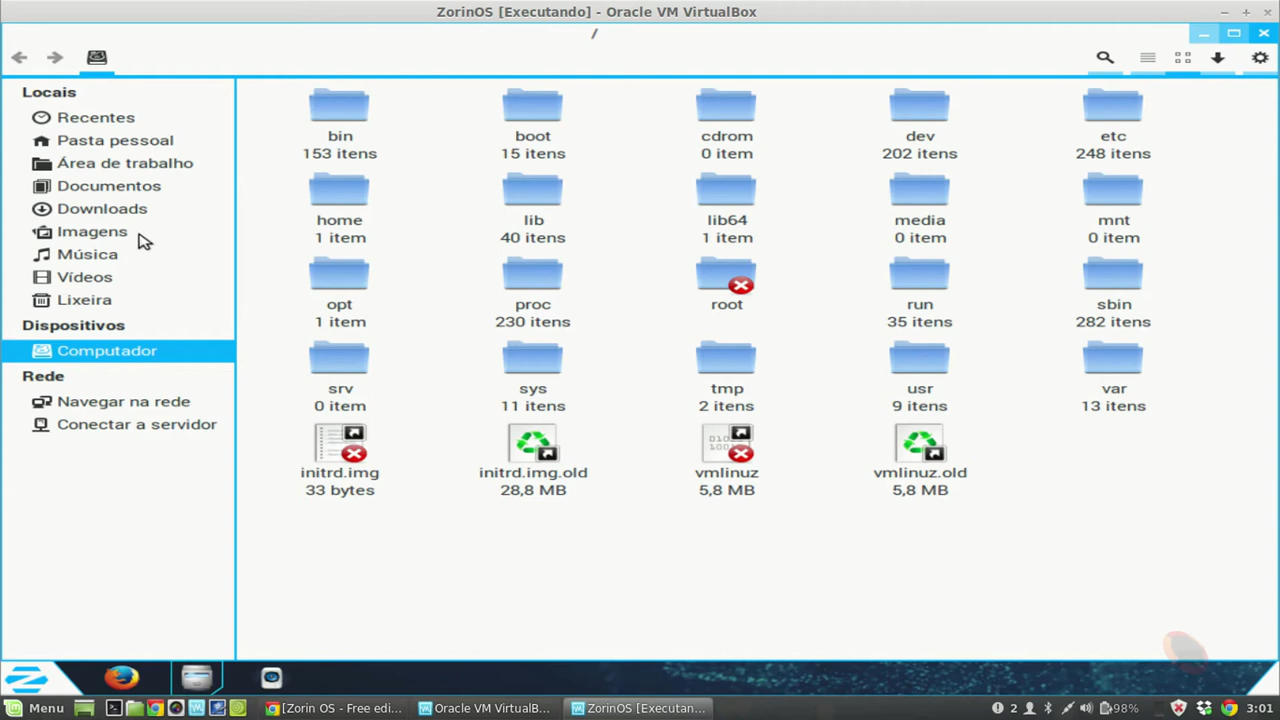 ZorinOS [Executando] - Oracle VM VirtualBox
/
Locais
Recentes
Pasta pessoal
Área de trabalho
Documentos
Downloads
Imagens
Música
Vídeos
Lixeira
Dispositivos
Computador
Rede
Navegar na rede
Conectar a servidor
bin
153 itens
boot
15 itens
cdrom
0 item
dev
202 itens
etc
248 itens
home
1 item
lib
40 itens
lib64
1 item
media
0 item
mnt
0 item
opt
1 item
proc
230 itens
root
run
35 itens
sbin
282 itens
srv
0 item
sys
11 itens
tmp
2 itens
usr
9 itens
var
13 itens
initrd.img
33 bytes
initrd.img.old
28,8 MB
vmlinuz
5,8 MB
vmlinuz.old
5,8 MB
Menu
[Zorin OS - Free edi...
Oracle VM VirtualB...
ZorinOS [Executan...
2
98%
3:01